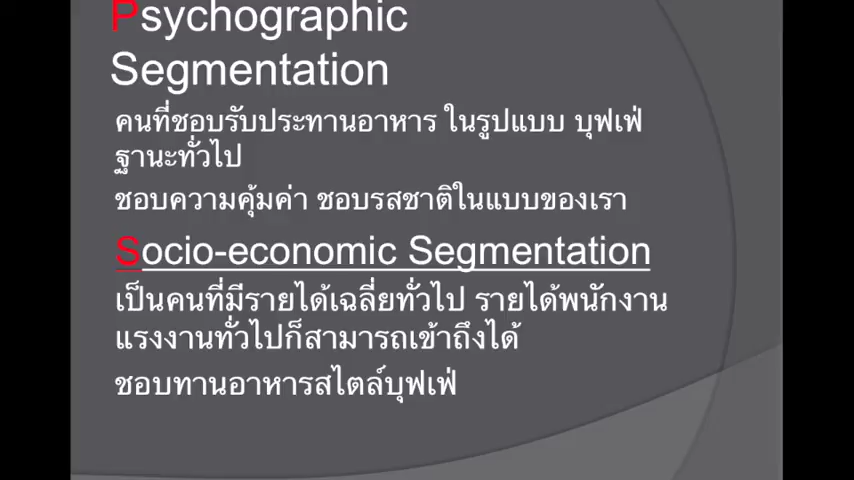 Psychographic
Segmentation
คนที่ชอบรับประทานอาหาร ในรูปแบบ บุฟเฟ่
ฐานะทั่วไป
ชอบความคุ้มค่า ชอบรสชาติในแบบของเรา
Socio-economic Segmentation
เป็นคนที่มีรายได้เฉลี่ยทั่วไป รายได้พนักงาน
แรงงานทั่วไปก็สามารถเข้าถึงได้
ชอบทานอาหารสไตล์บุฟเฟ่